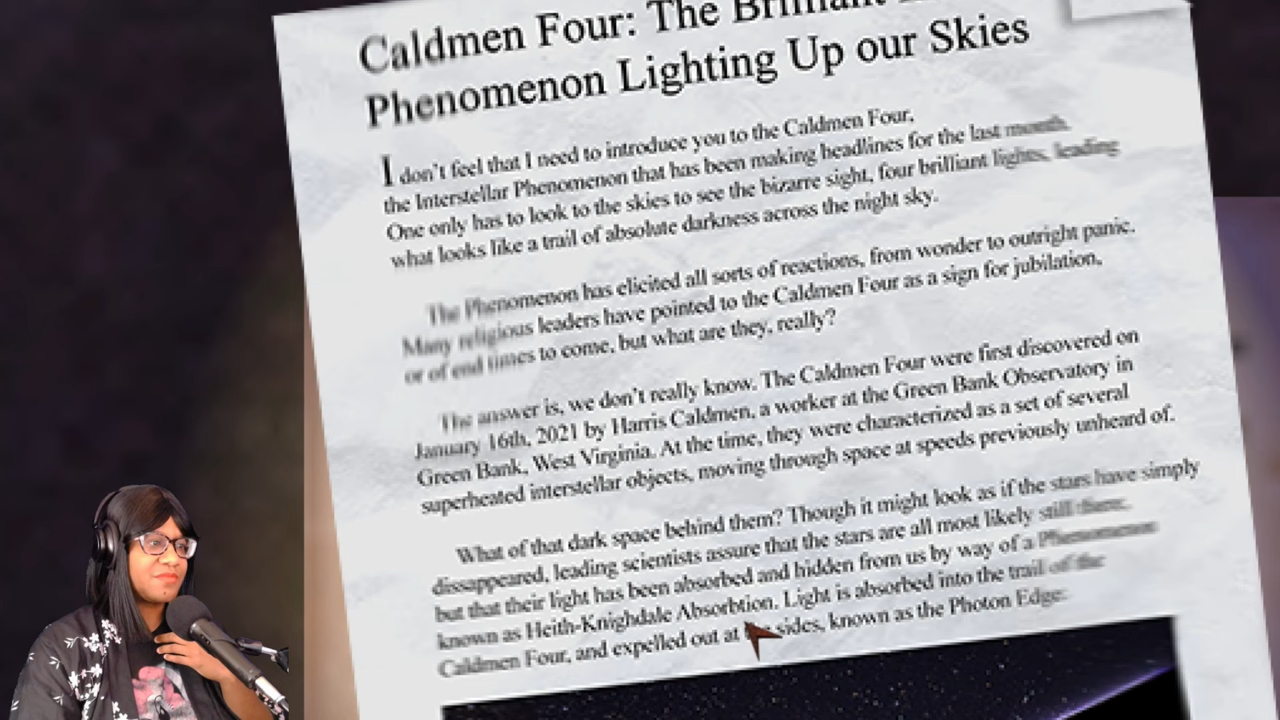 Caldmen Four: The Brilliant
Phenomenon Lighting Up our Skies
I don't feel that I need to introduce you to the Caldmen Four,
the Interstellar Phenomenon that has been making headlines for the last month.
One only has to look to the skies to see the bizarre sight, four brilliant lights, leading
what looks like a trail of absolute darkness across the night sky.
The Phenomenon has elicited all sorts of reactions, from wonder to outright panic.
Many religious leaders have pointed to the Caldmen Four as a sign for jubilation,
or of end times to come, but what are they, really?
The answer is, we don't really know. The Caldmen Four were first discovered on
January 16th, 2021 by Harris Caldmen, a worker at the Green Bank Observatory in
Green Bank, West Virginia. At the time, they were characterized as a set of several
superheated interstellar objects, moving through space at speeds previously unheard of.
What of that dark space behind them? Though it might look as if the stars have simply
dissappeared, leading scientists assure that the stars are all most likely still there,
but that their light has been absorbed and hidden from us by way of a Phenomenon
known as Heith-Knighdale Absorbtion. Light is absorbed into the trail of the
Caldmen Four, and expelled out at sides, known as the Photon Edge: